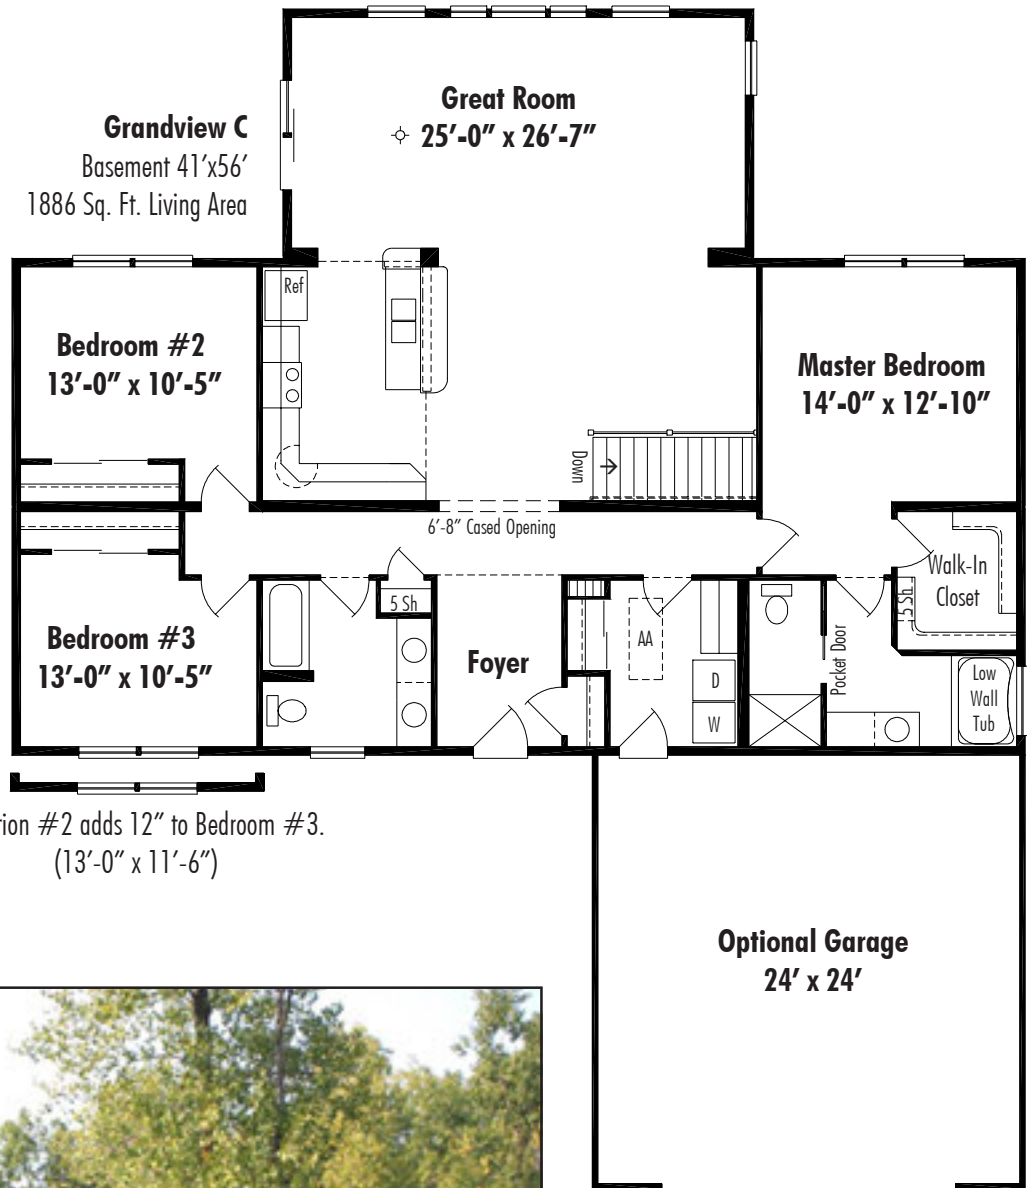 Grandview C
Basement 41′x56′
1886 Sq. Ft. Living Area
Great Room
25′-0″ x 26′-7″
Ref
Bedroom #2
13′-0″ x 10′-5″
Master Bedroom
14′-0″ x 12′-10″
Down
6′-8″ Cased Opening
Walk-In
Closet
5 Sh
5 Sh
Bedroom #3
13′-0″ x 10′-5″
Foyer
AA
D
W
Pocket Door
Low
Wall
Tub
#2 adds 12″ to Bedroom #3.
(13′-0″ x 11′-6″)
Optional Garage
24′ x 24′